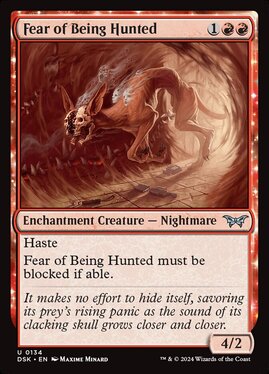 Fear of Being Hunted 1
Enchantment Creature — Nightmare
Haste
Fear of Being Hunted must be
blocked if able.
It makes no effort to hide itself, savoring
its prey's rising panic as the sound of its
clacking skull grows closer and closer.
4/2
U 0134
DSK • EN MAXIME MINARD
™ & © 2024 Wizards of the Coast